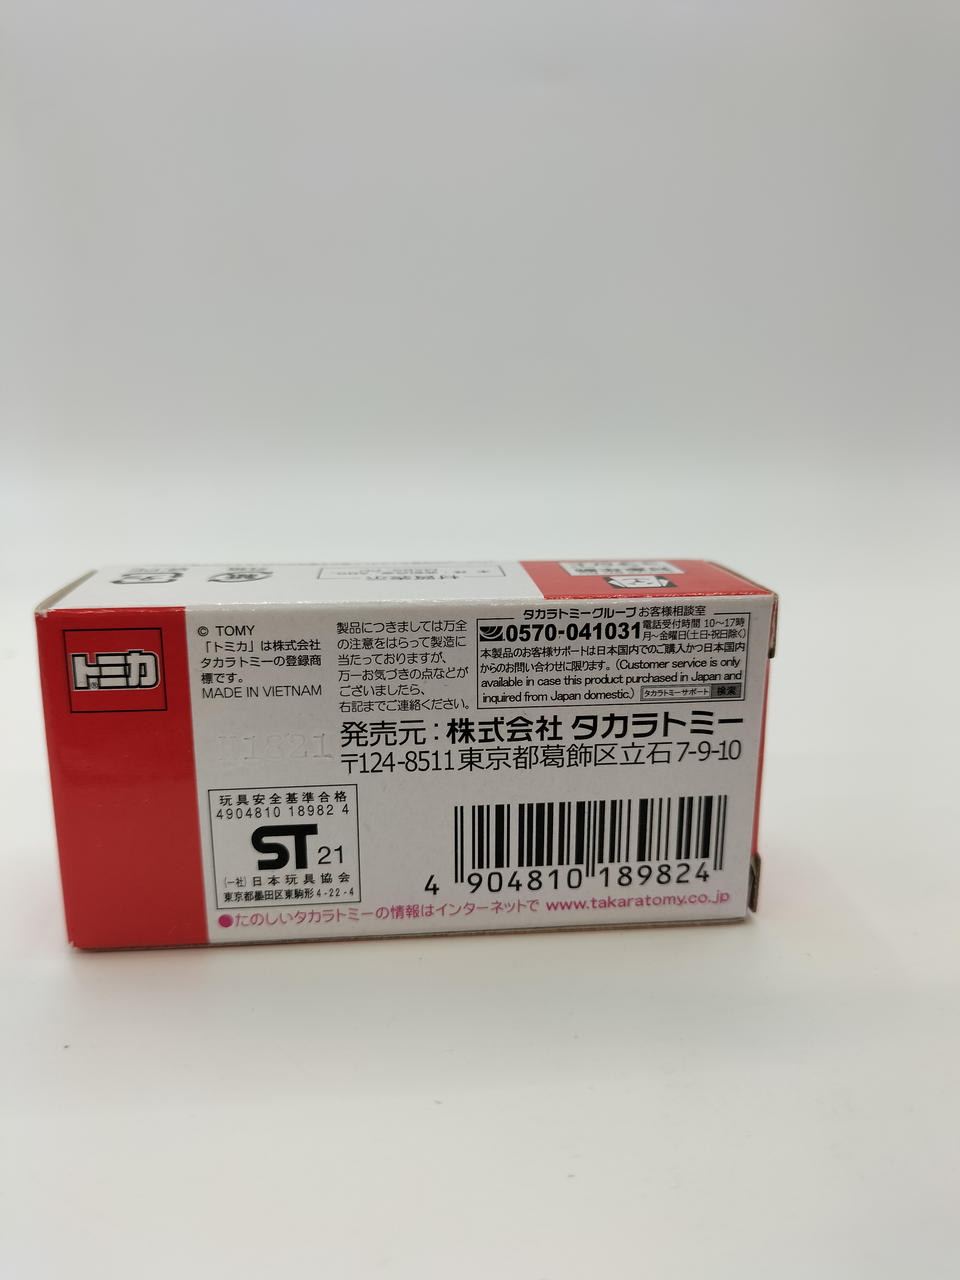 材質表示
トミカ
© TOMY
「トミカ」は株式会社
タカラトミーの登録商
標です。
MADE IN VIETNAM
製品につきましては万全
の注意をはらって製造に
当たっておりますが、
万一お気づきの点などが
ございましたら、
右記までご連絡ください。
タカラトミーグループ お客様相談室
0570-041031 電話受付時間 10〜17時
月〜金曜日(土日・祝日除く)
本製品のお客様サポートは日本国内でのご購入かつ日本国内
からのお問い合わせに限ります。(Customer service is only
available in case this product purchased in Japan and
inquired from Japan domestic.) タカラトミーサポート 検索
発売元:株式会社 タカラトミー
〒124-8511 東京都葛飾区立石 7-9-10
玩具安全基準合格
4904810 18982 4
ST 21
(一社) 日本玩具協会
東京都墨田区東駒形 4-22-4
4 904810 189824
●たのしいタカラトミーの情報はインターネットで www.takaratomy.co.jp